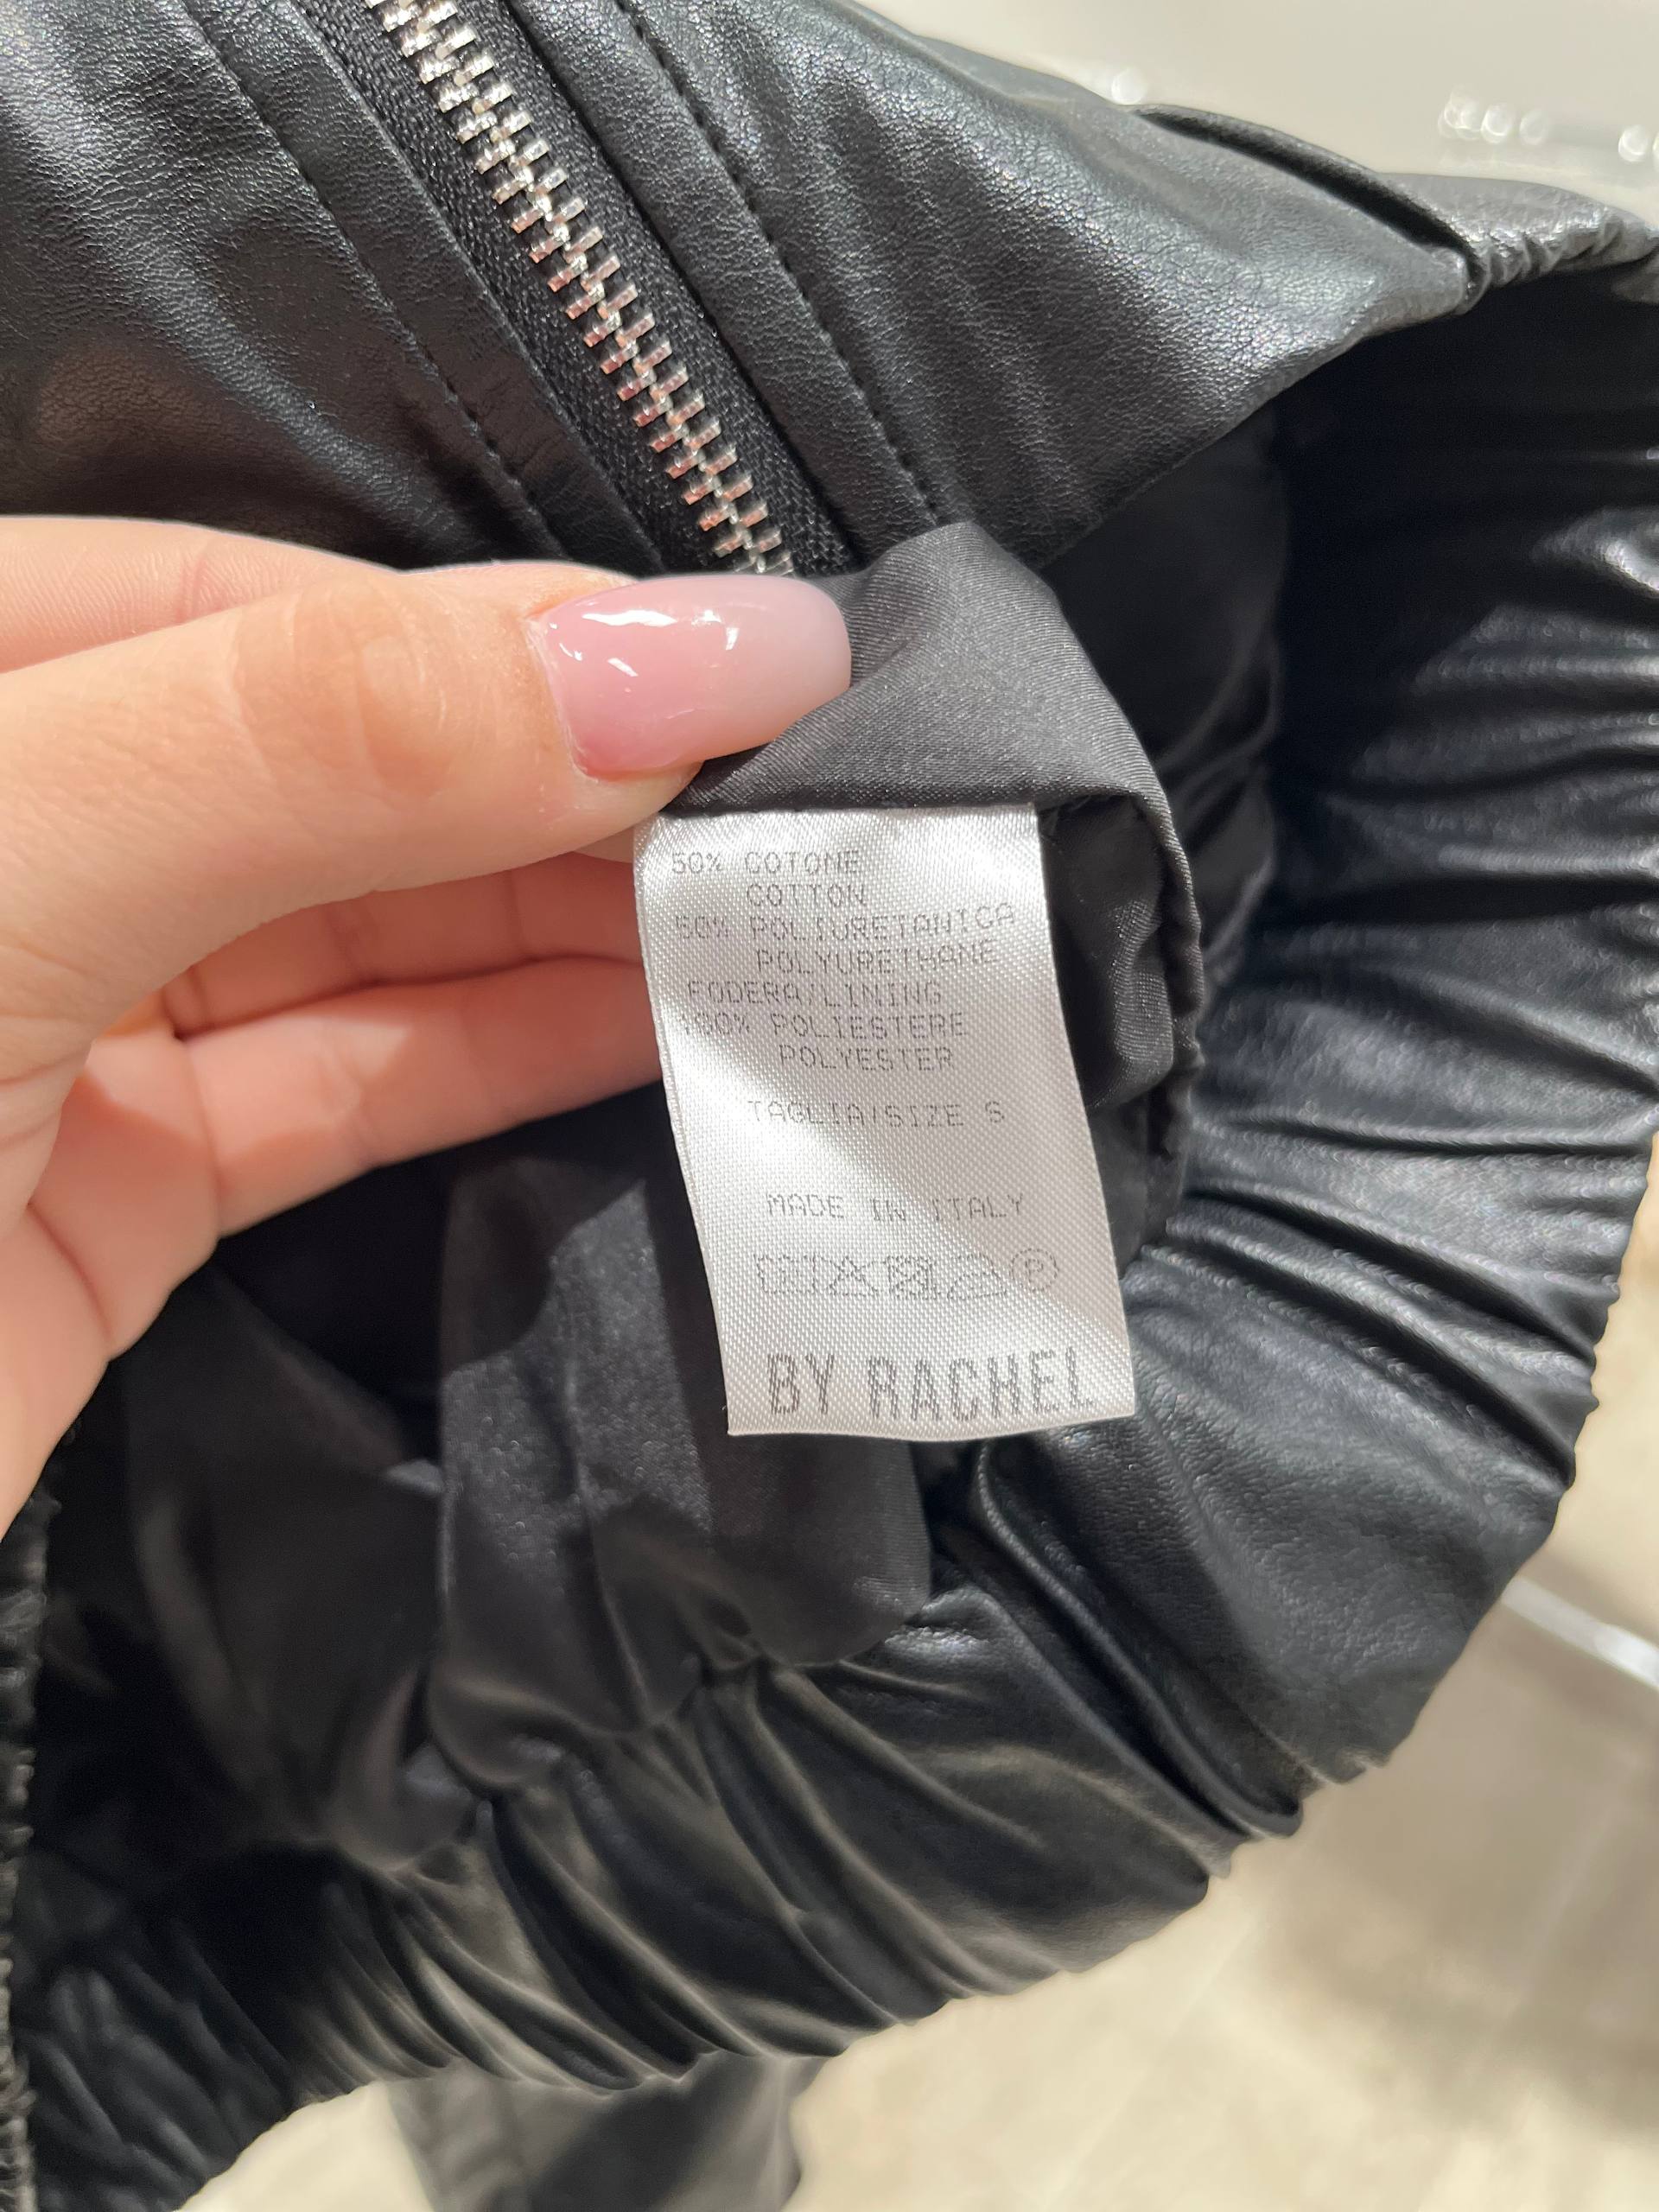 50% COTONE
COTTON
50% POLIURETANICA
POLYURETHANE
FODERA/LINING
100% POLIESTERE
POLYESTER
TAGLIA/SIZE S
MADE IN ITALY
P
BY RACHEL